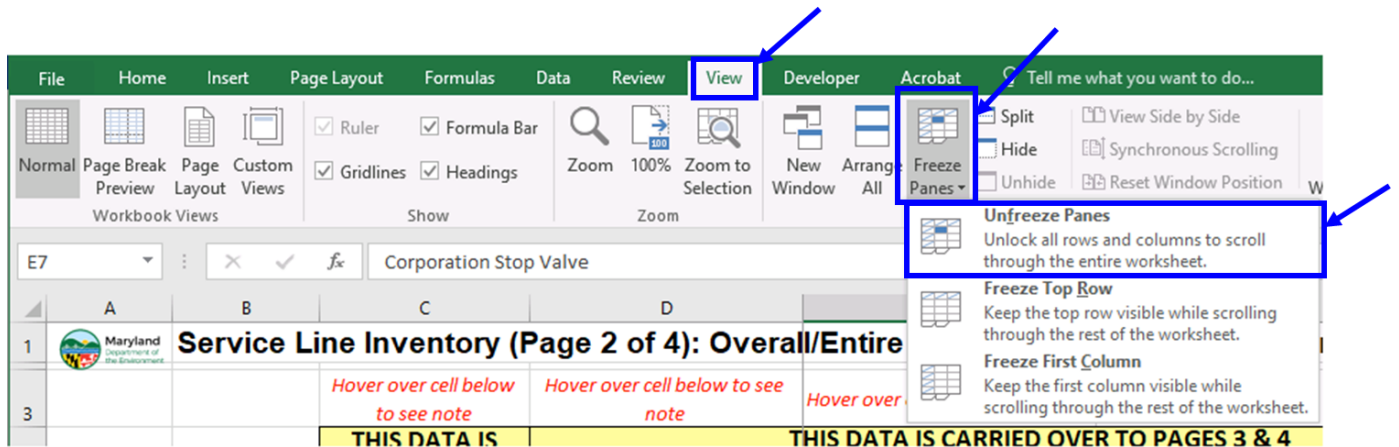 File Home Insert Page Layout Formulas Data Review View Developer Acrobat Tell me what you want to do...
Ruler Formula Bar Split View Side by Side
100
Normal Page Break Page Custom Gridlines Headings Zoom 100% Zoom to New Arrange Freeze Hide Synchronous Scrolling
Preview Layout Views Selection Window All Panes Unhide Reset Window Position W
Workbook Views Show Zoom
Unfreeze Panes
Unlock all rows and columns to scroll
through the entire worksheet.
Freeze Top Row
Keep the top row visible while scrolling
through the rest of the worksheet.
Freeze First Column
Keep the first column visible while
scrolling through the rest of the worksheet.
E7 fx Corporation Stop Valve
A B C D
1 Maryland Department of the Environment Service Line Inventory (Page 2 of 4): Overall/Entire
3 Hover over cell below Hover over cell below to see Hover over
to see note note
THIS DATA IS THIS DATA IS CARRIED OVER TO PAGES 3 & 4